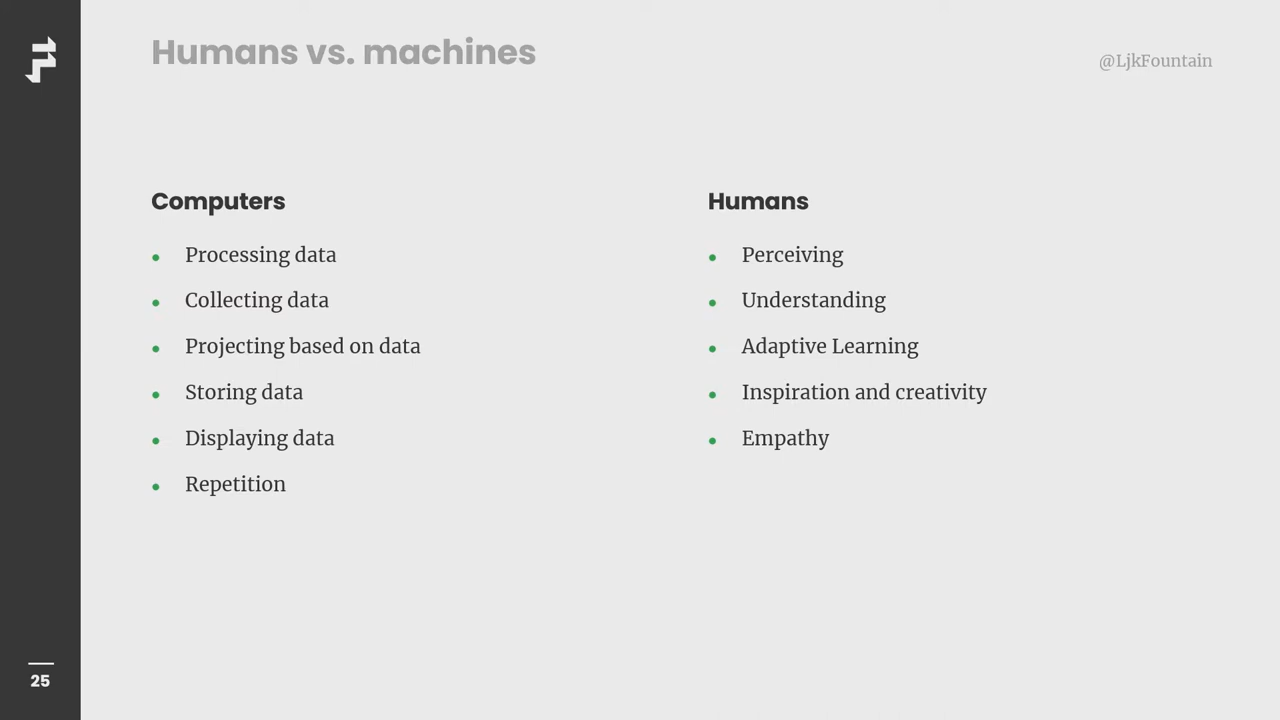 Humans vs. machines
@LjkFountain
Computers
Processing data
Collecting data
Projecting based on data
Storing data
Displaying data
Repetition
Humans
Perceiving
Understanding
Adaptive Learning
Inspiration and creativity
Empathy
25